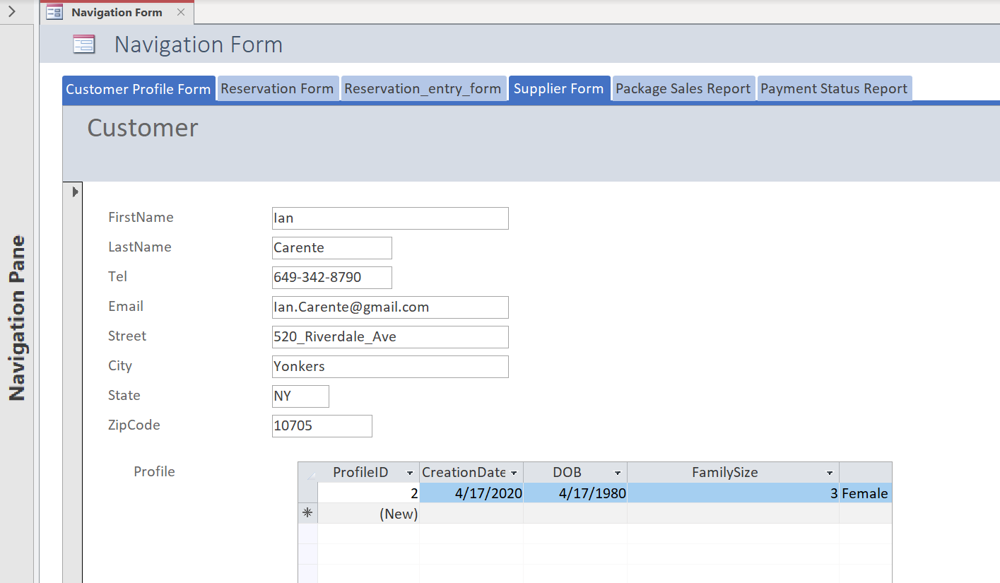 Navigation Form
Navigation Form
Customer Profile Form Reservation Form Reservation_entry_form Supplier Form Package Sales Report Payment Status Report
Customer
Navigation Pane
FirstName Ian
LastName Carente
Tel 649-342-8790
Email Ian.Carente@gmail.com
Street 520_Riverdale_Ave
City Yonkers
State NY
ZipCode 10705
Profile ProfileID CreationDate DOB FamilySize
2 4/17/2020 4/17/1980 3 Female
(New)